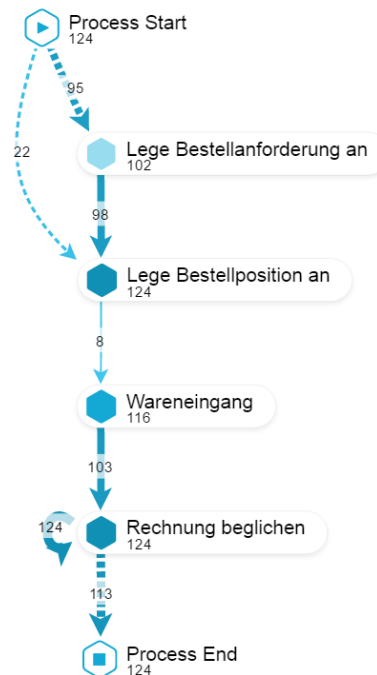 Process Start
124
95
22
Lege Bestellanforderung an
102
98
Lege Bestellposition an
124
8
Wareneingang
116
103
124
Rechnung beglichen
124
113
Process End
124